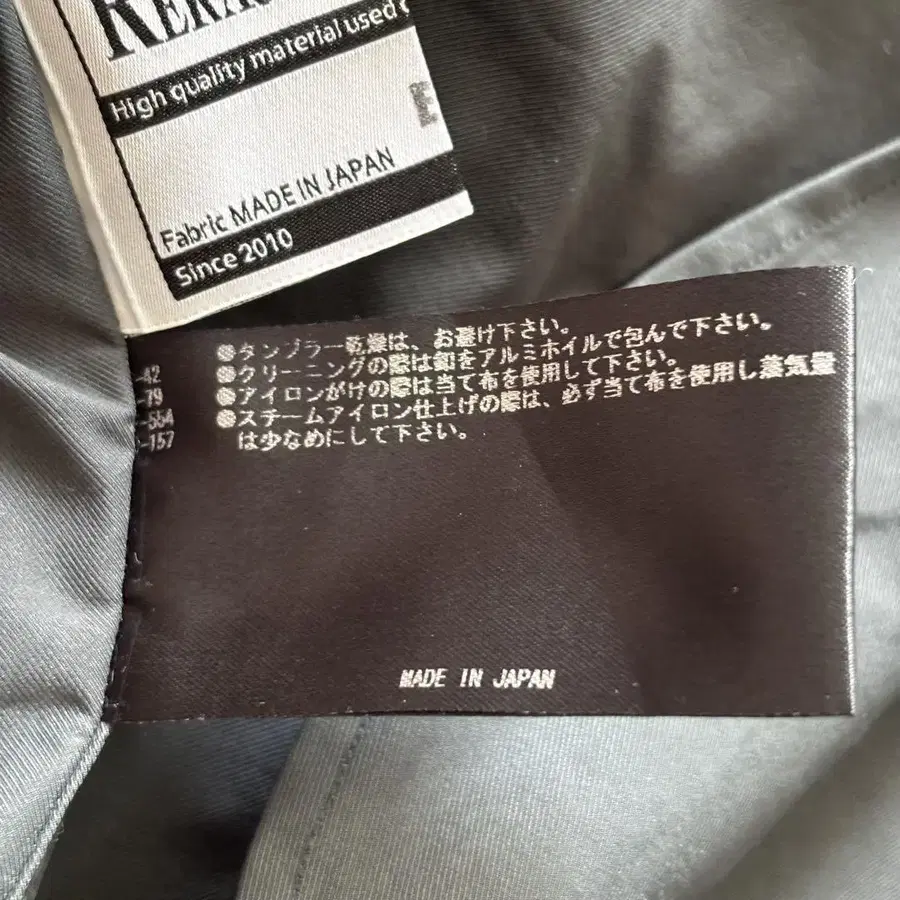 High quality material used
E
Fabric MADE IN JAPAN
Since 2010
-42
-79
-554
-157
●タンブラー乾燥は、お避け下さい。
●クリーニングの際は釦をアルミホイルで包んで下さい。
●アイロンがけの際は当て布を使用して下さい。
●スチームアイロン仕上げの際は、必ず当て布を使用し蒸気量
は少なめにして下さい。
MADE IN JAPAN